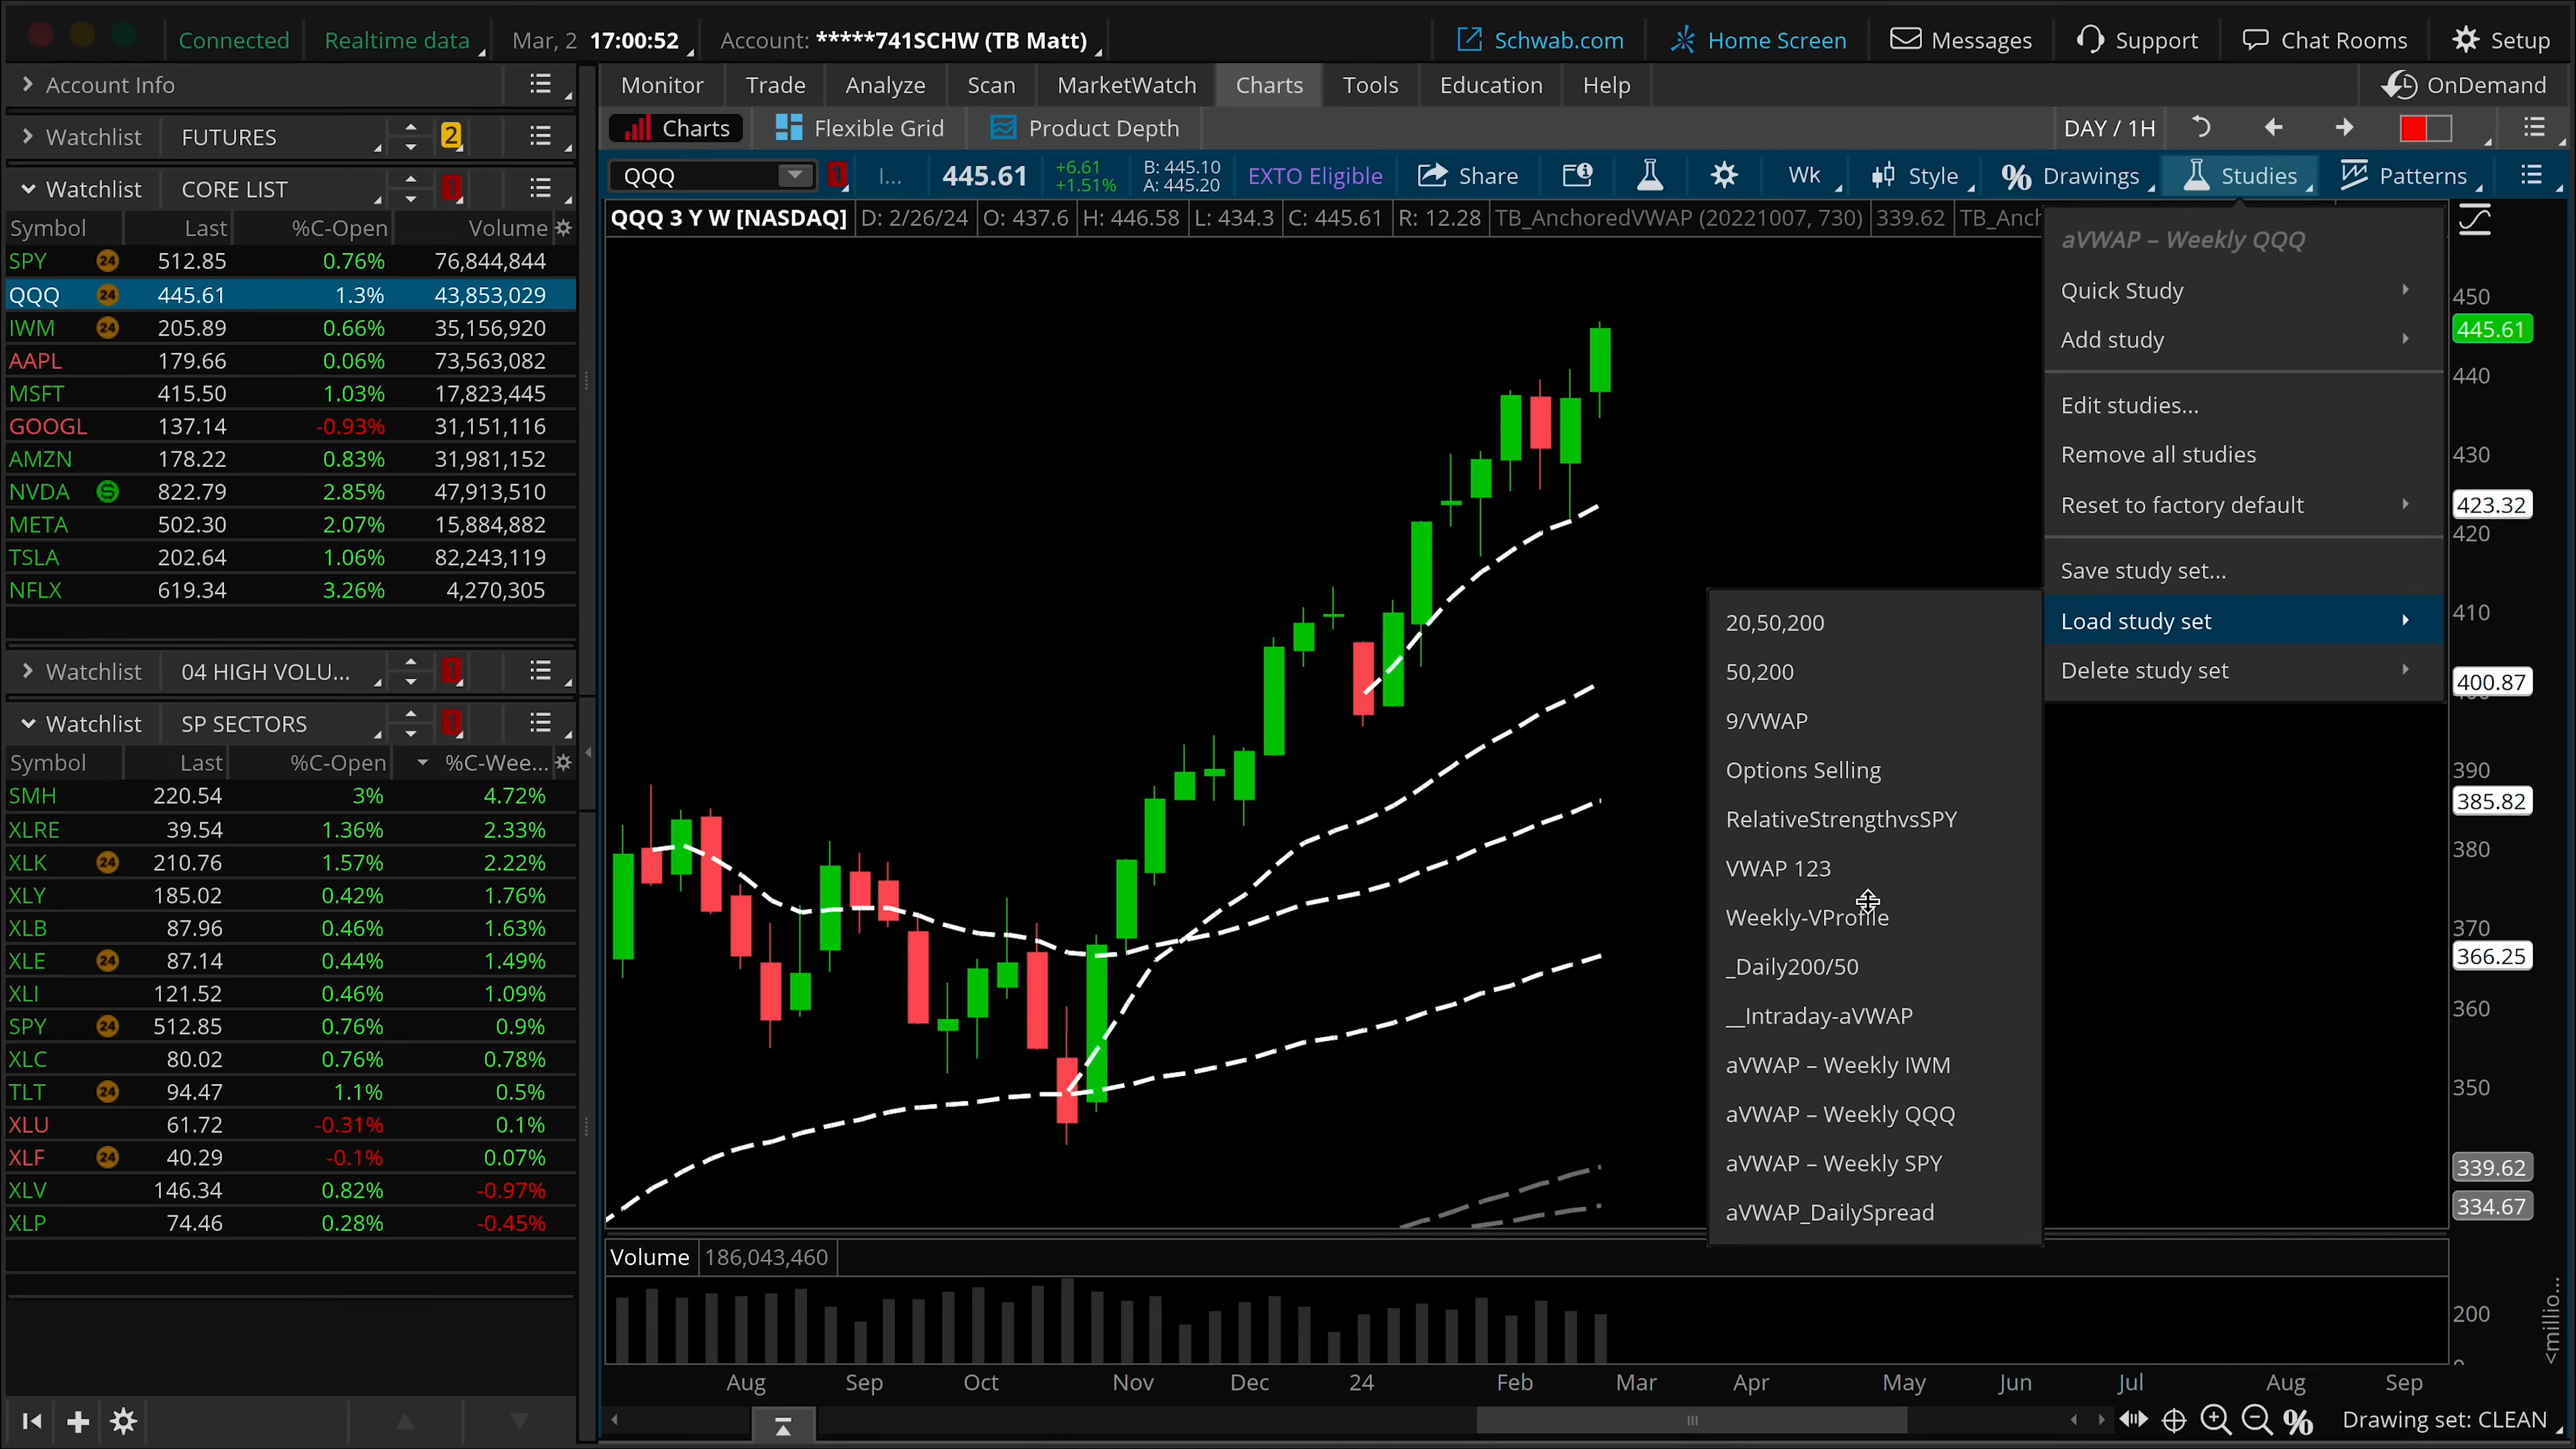 Connected Realtime data Mar, 2 17:00:52 Account: *****741SCHW (TB Matt) Schwab.com Home Screen Messages Support Chat Rooms Setup
Account Info
Monitor Trade Analyze Scan MarketWatch Charts Tools Education Help OnDemand
Watchlist FUTURES 2
Charts Flexible Grid Product Depth DAY / 1H
Watchlist CORE LIST 1
QQQ 1 I... 445.61 +6.61 +1.51% B: 445.10 A: 445.20 EXTO Eligible Share Wk Style Drawings Studies Patterns
QQQ 3 Y W [NASDAQ] D: 2/26/24 O: 437.6 H: 446.58 L: 434.3 C: 445.61 R: 12.28 TB_AnchoredVWAP (20221007, 730) 339.62 TB_Anch
Symbol Last %C-Open Volume
SPY 24 512.85 0.76% 76,844,844
QQQ 24 445.61 1.3% 43,853,029
IWM 24 205.89 0.66% 35,156,920
AAPL 179.66 0.06% 73,563,082
MSFT 415.50 1.03% 17,823,445
GOOGL 137.14 -0.93% 31,151,116
AMZN 178.22 0.83% 31,981,152
NVDA 822.79 2.85% 47,913,510
META 502.30 2.07% 15,884,882
TSLA 202.64 1.06% 82,243,119
NFLX 619.34 3.26% 4,270,305
Watchlist 04 HIGH VOLU... 1
Watchlist SP SECTORS 1
Symbol Last %C-Open %C-Wee...
SMH 220.54 3% 4.72%
XLRE 39.54 1.36% 2.33%
XLK 24 210.76 1.57% 2.22%
XLY 185.02 0.42% 1.76%
XLB 87.96 0.46% 1.63%
XLE 24 87.14 0.44% 1.49%
XLI 121.52 0.46% 1.09%
SPY 24 512.85 0.76% 0.9%
XLC 80.02 0.76% 0.78%
TLT 24 94.47 1.1% 0.5%
XLU 61.72 -0.31% 0.1%
XLF 24 40.29 -0.1% 0.07%
XLV 146.34 0.82% -0.97%
XLP 74.46 0.28% -0.45%
aVWAP – Weekly QQQ
Quick Study
Add study
Edit studies...
Remove all studies
Reset to factory default
Save study set...
Load study set
Delete study set
20,50,200
50,200
9/VWAP
Options Selling
RelativeStrengthvsSPY
VWAP 123
Weekly-VProfile
_Daily200/50
__Intraday-aVWAP
aVWAP – Weekly IWM
aVWAP – Weekly QQQ
aVWAP – Weekly SPY
aVWAP_DailySpread
450
445.61
440
430
423.32
420
410
400.87
390
385.82
380
370
366.25
360
350
339.62
334.67
Volume 186,043,460
200
<millio...
Aug Sep Oct Nov Dec 24 Feb Mar Apr May Jun Jul Aug Sep
Drawing set: CLEAN